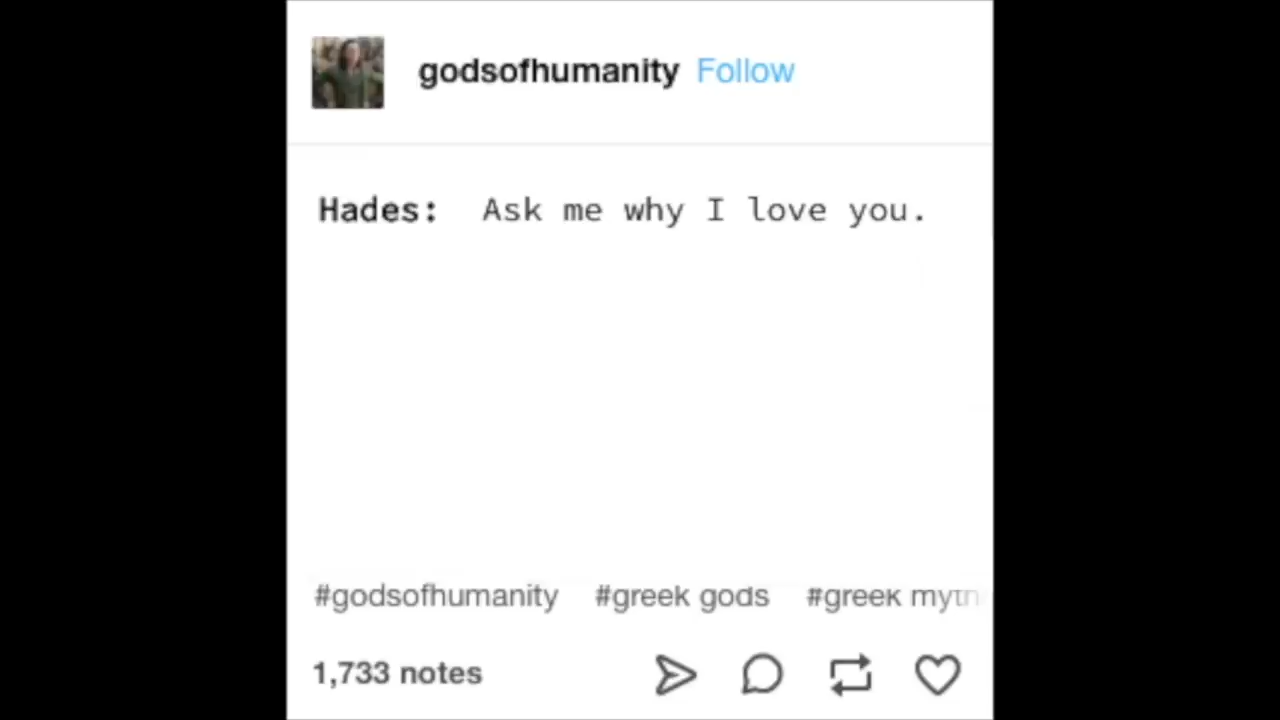 godsofhumanity Follow
Hades: Ask me why I love you.
#godsofhumanity #greek gods #greek
1,733 notes